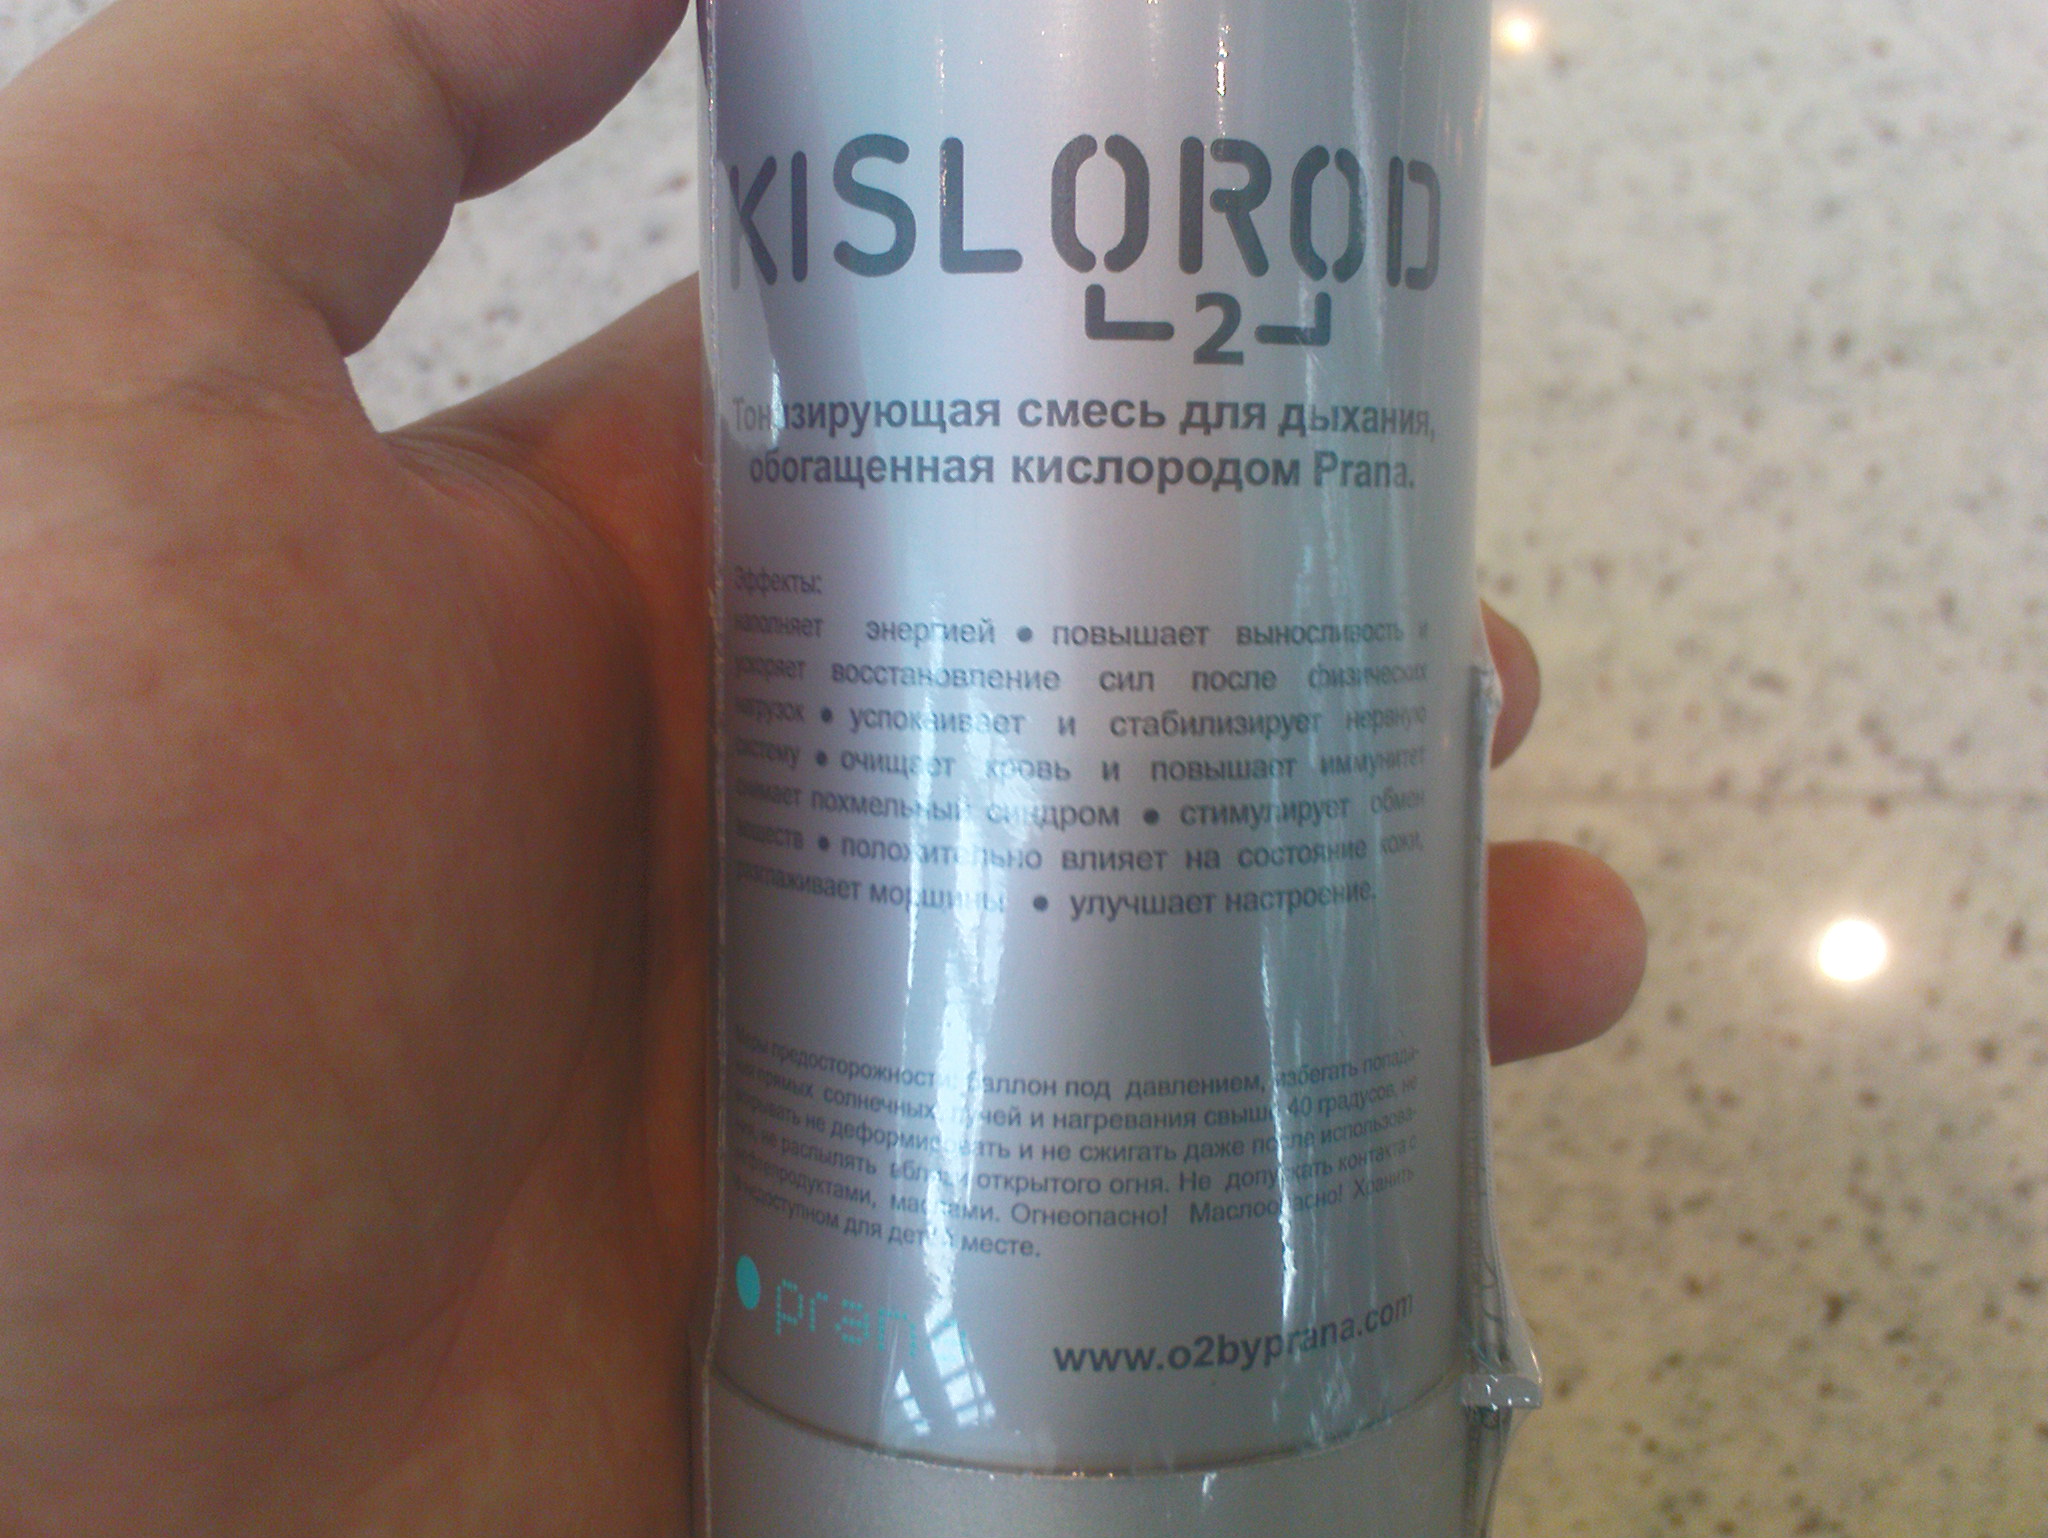 KISLOROD
2
Тонизирующая смесь для дыхания,
обогащенная кислородом Prana.
Эффекты:
наполняет энергией • повышает выносливость и
ускоряет восстановление сил после физических
нагрузок • успокаивает и стабилизирует нервную
систему • очищает кровь и повышает иммунитет
снимает похмельный синдром • стимулирует обмен
веществ • положительно влияет на состояние кожи,
разглаживает морщины • улучшает настроение.
Меры предосторожности: баллон под давлением, избегать попада-
ния прямых солнечных лучей и нагревания свыше 40 градусов, не
вскрывать не деформировать и не сжигать даже после использова-
ния, не распылять вблизи открытого огня. Не допускать контакта с
нефтепродуктами, маслами. Огнеопасно! Маслоопасно! Хранить
в недоступном для детей месте.
prana
www.o2byprana.com